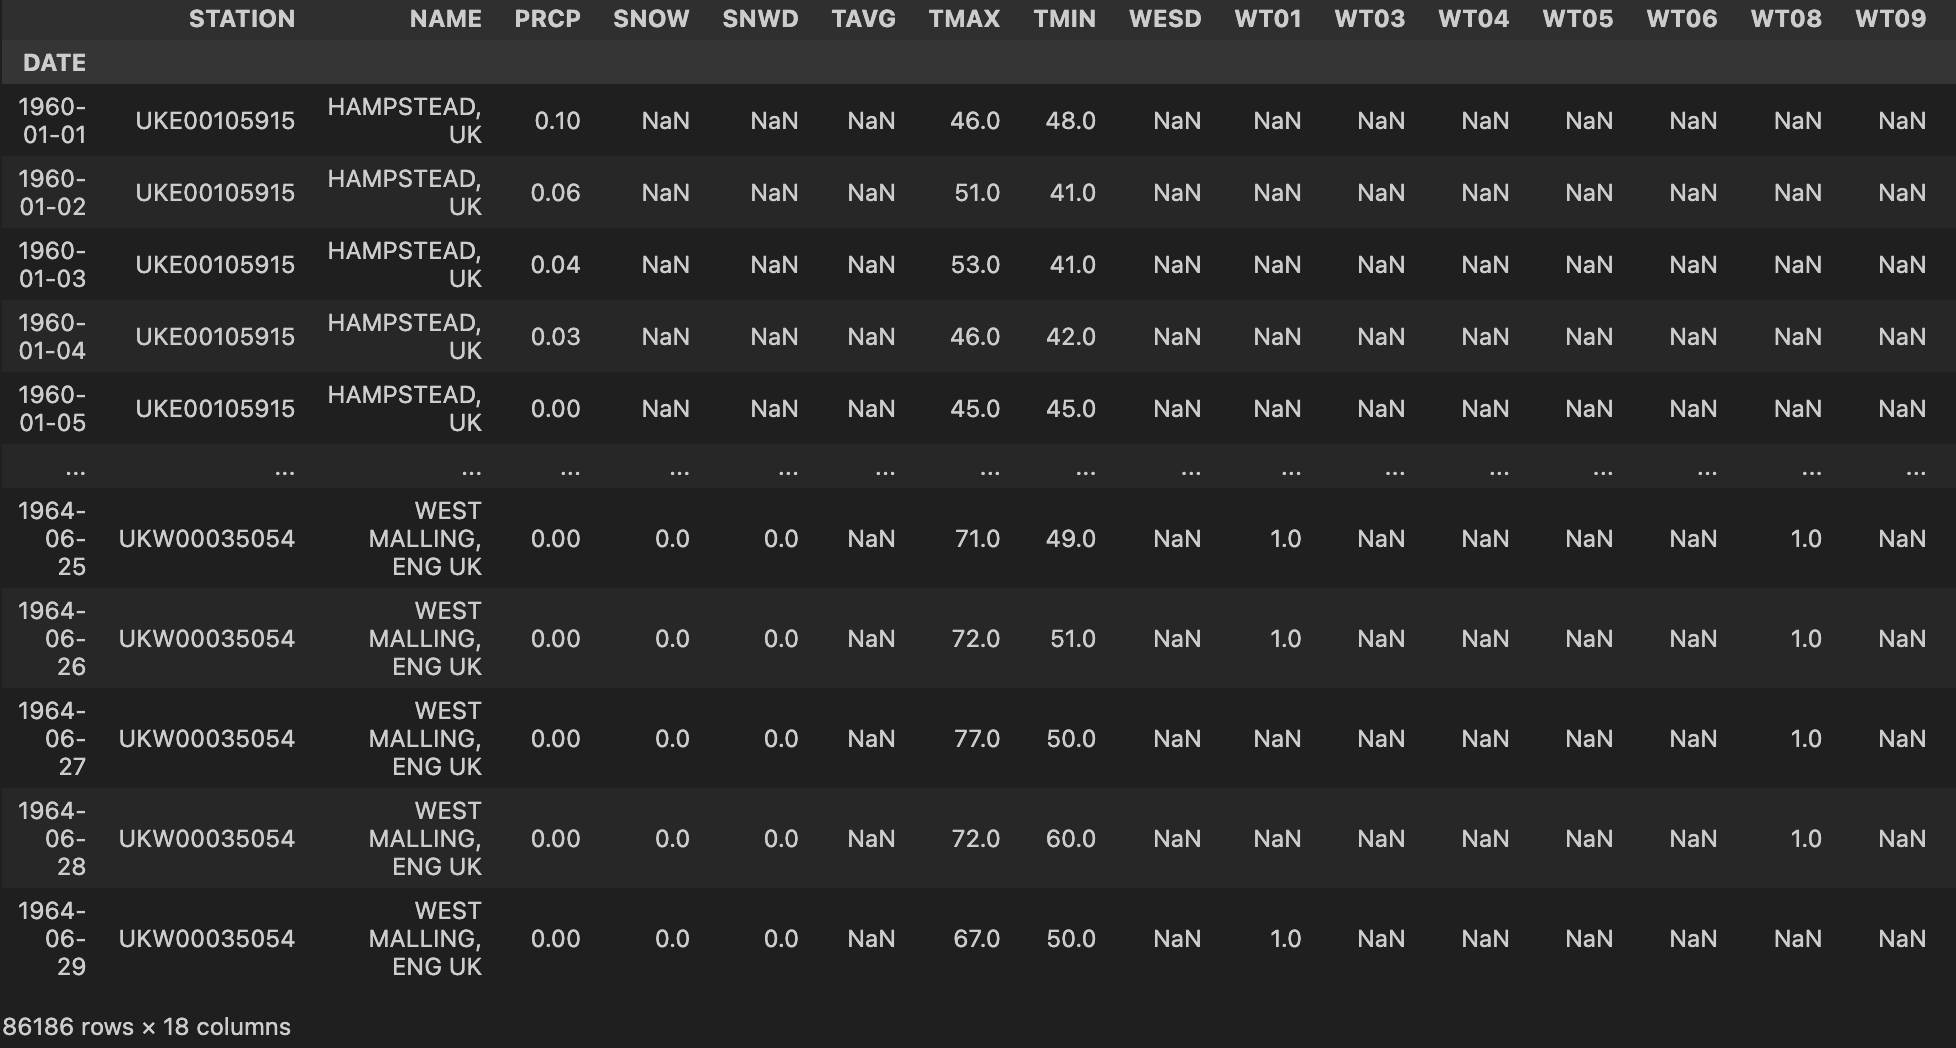 STATION NAME PRCP SNOW SNWD TAVG TMAX TMIN WESD WT01 WT03 WT04 WT05 WT06 WT08 WT09
DATE
1960-01-01 UKE00105915 HAMPSTEAD, UK 0.10 NaN NaN NaN 46.0 48.0 NaN NaN NaN NaN NaN NaN NaN NaN
1960-01-02 UKE00105915 HAMPSTEAD, UK 0.06 NaN NaN NaN 51.0 41.0 NaN NaN NaN NaN NaN NaN NaN NaN
1960-01-03 UKE00105915 HAMPSTEAD, UK 0.04 NaN NaN NaN 53.0 41.0 NaN NaN NaN NaN NaN NaN NaN NaN
1960-01-04 UKE00105915 HAMPSTEAD, UK 0.03 NaN NaN NaN 46.0 42.0 NaN NaN NaN NaN NaN NaN NaN NaN
1960-01-05 UKE00105915 HAMPSTEAD, UK 0.00 NaN NaN NaN 45.0 45.0 NaN NaN NaN NaN NaN NaN NaN NaN
... ... ... ... ... ... ... ... ... ... ... ... ... ... ... ... ...
1964-06-25 UKW00035054 WEST MALLING, ENG UK 0.00 0.0 0.0 NaN 71.0 49.0 NaN 1.0 NaN NaN NaN NaN 1.0 NaN
1964-06-26 UKW00035054 WEST MALLING, ENG UK 0.00 0.0 0.0 NaN 72.0 51.0 NaN 1.0 NaN NaN NaN NaN 1.0 NaN
1964-06-27 UKW00035054 WEST MALLING, ENG UK 0.00 0.0 0.0 NaN 77.0 50.0 NaN NaN NaN NaN NaN NaN 1.0 NaN
1964-06-28 UKW00035054 WEST MALLING, ENG UK 0.00 0.0 0.0 NaN 72.0 60.0 NaN NaN NaN NaN NaN NaN 1.0 NaN
1964-06-29 UKW00035054 WEST MALLING, ENG UK 0.00 0.0 0.0 NaN 67.0 50.0 NaN 1.0 NaN NaN NaN NaN NaN NaN
86186 rows × 18 columns